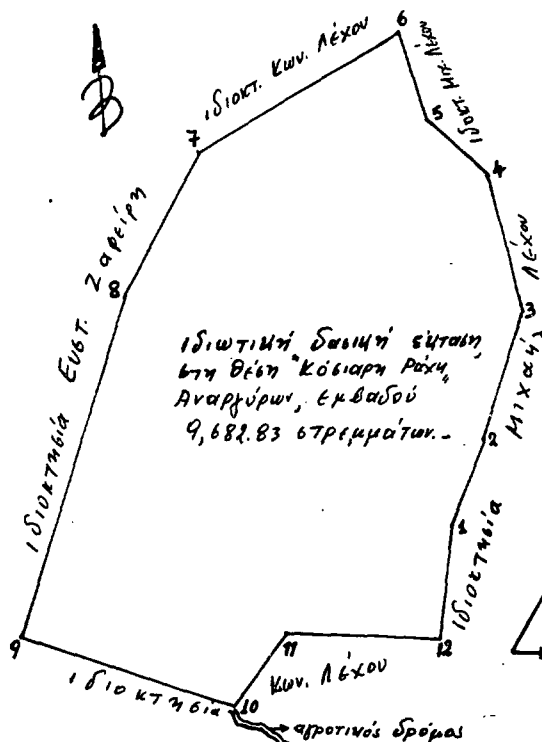 6
ιδιοκτ. Κων. Λέχου
ιδιοκτ. Μιχ. Λέχου
Β
5
7
4
ιδιοκτησία Ευστ. Ζαφείρη
8
3
ιδιωτική δασική έκταση
στη θέση "Κόσιαρη Ράχη"
Αναργύρων, εμβαδού
9,682.83 στρεμμάτων.-
ιδιοκτησία Μιχαήλ Λέχου
2
1
9
11
12
ιδιοκτησία Κων. Λέχου
10
αγροτικός δρόμος